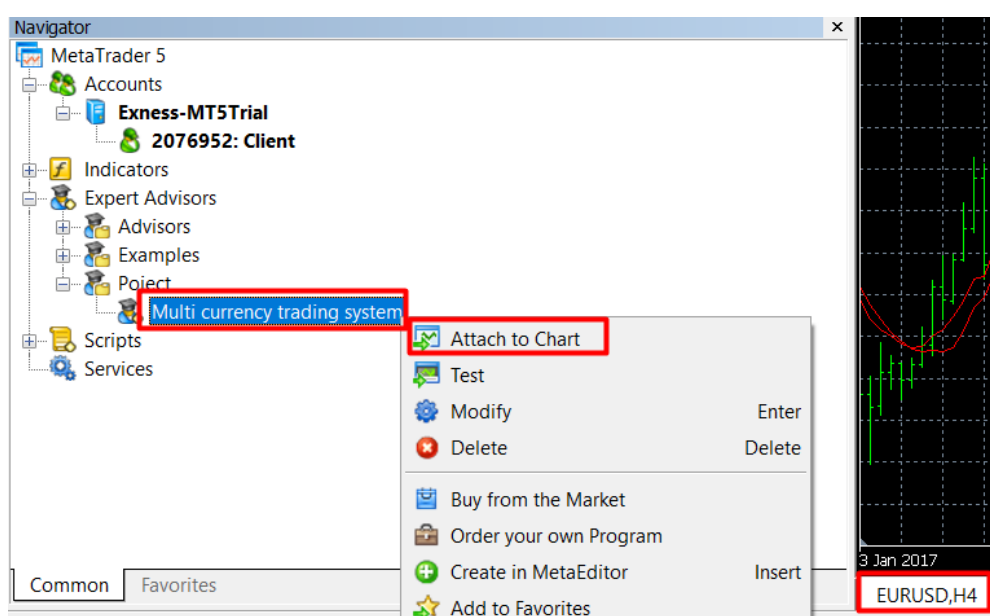 Navigator
MetaTrader 5
Accounts
Exness-MT5Trial
2076952: Client
Indicators
Expert Advisors
Advisors
Examples
Poject
Multi currency trading system
Scripts
Services
Attach to Chart
Test
Modify Enter
Delete Delete
Buy from the Market
Order your own Program
Create in MetaEditor Insert
Add to Favorites
Common Favorites
3 Jan 2017
EURUSD,H4